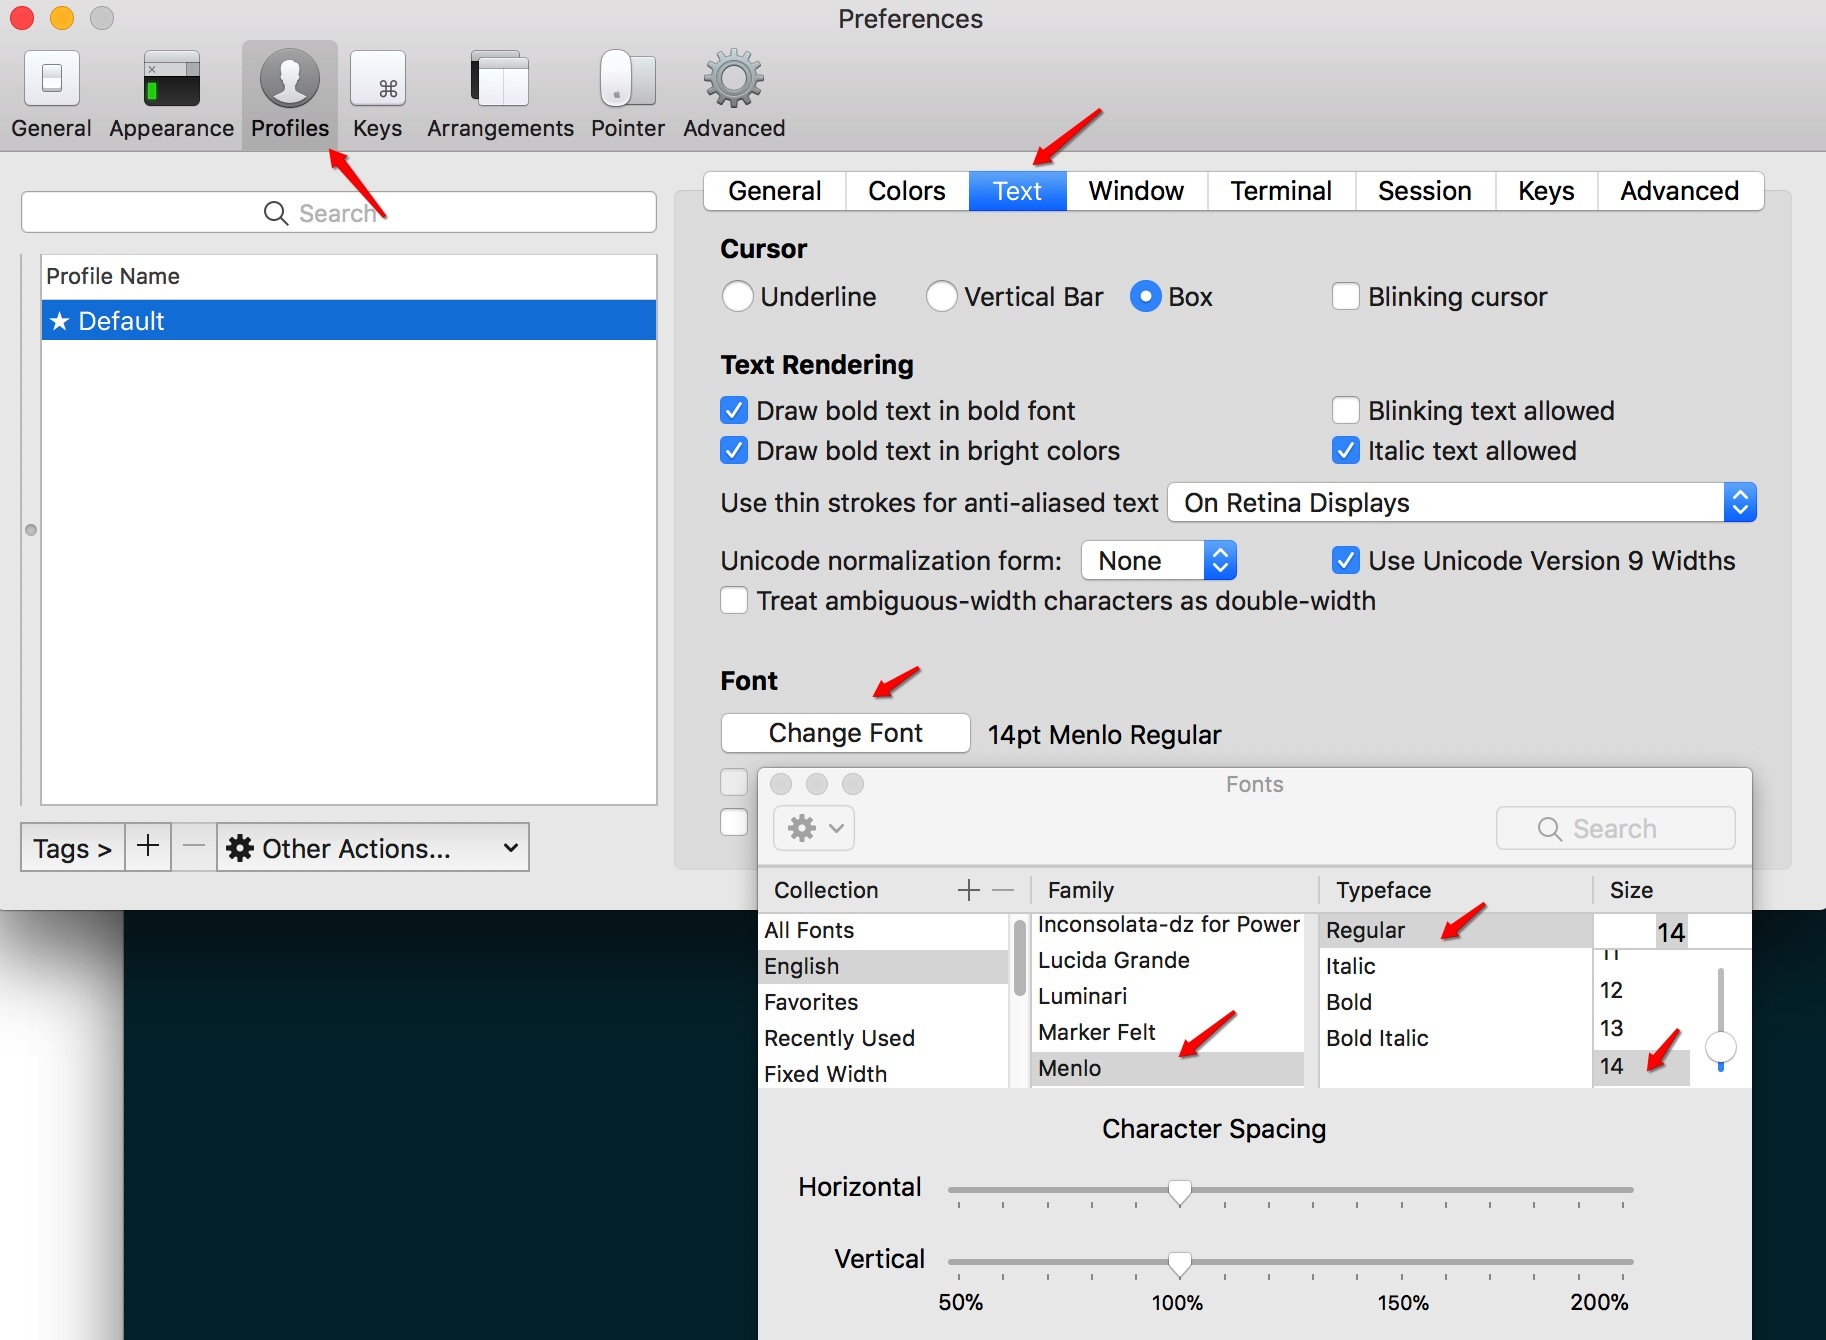 Preferences
General Appearance Profiles Keys Arrangements Pointer Advanced
Search
Profile Name
★ Default
Tags > + − Other Actions...
General Colors Text Window Terminal Session Keys Advanced
Cursor
Underline Vertical Bar Box Blinking cursor
Text Rendering
Draw bold text in bold font Blinking text allowed
Draw bold text in bright colors Italic text allowed
Use thin strokes for anti-aliased text On Retina Displays
Unicode normalization form: None Use Unicode Version 9 Widths
Treat ambiguous-width characters as double-width
Font
Change Font 14pt Menlo Regular
Fonts
Search
Collection + − Family Typeface Size
All Fonts
English
Favorites
Recently Used
Fixed Width
Inconsolata-dz for Power
Lucida Grande
Luminari
Marker Felt
Menlo
Regular
Italic
Bold
Bold Italic
14
11
12
13
14
Character Spacing
Horizontal
Vertical
50% 100% 150% 200%